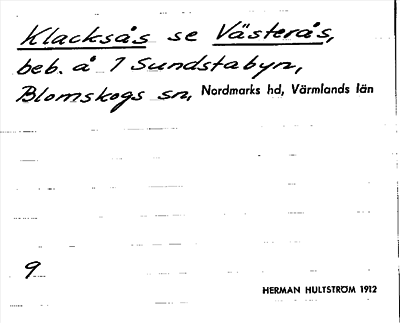 Klacksås se Västerås,
beb. å 1 Sundstabyn,
Blomskogs sn, Nordmarks hd, Värmlands län
9
HERMAN HULTSTRÖM 1912